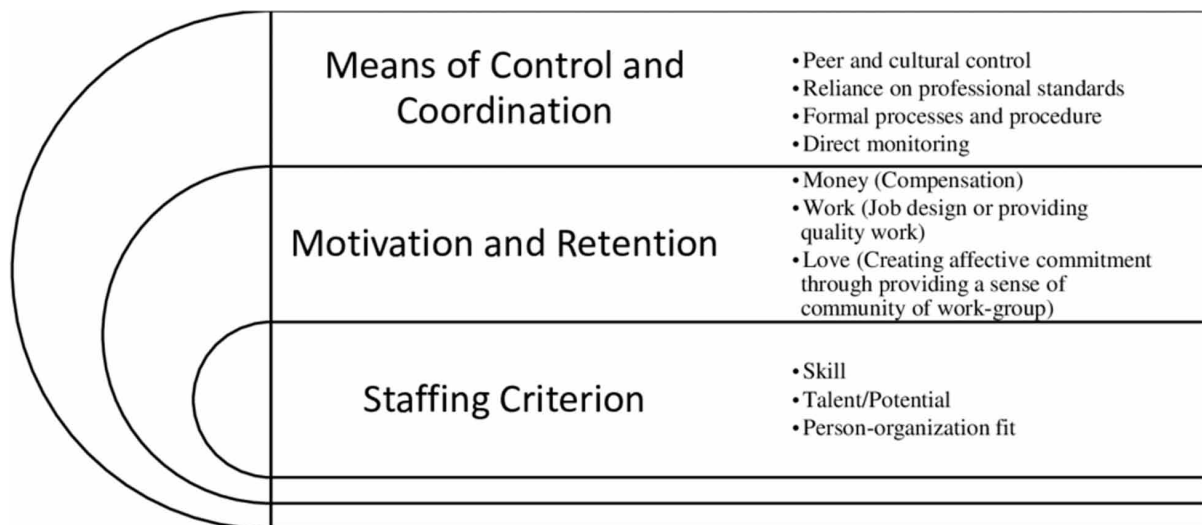 Means of Control and
Coordination
•Peer and cultural control
•Reliance on professional standards
•Formal processes and procedure
•Direct monitoring
Motivation and Retention
•Money (Compensation)
•Work (Job design or providing
quality work)
•Love (Creating affective commitment
through providing a sense of
community of work-group)
Staffing Criterion
•Skill
•Talent/Potential
•Person-organization fit